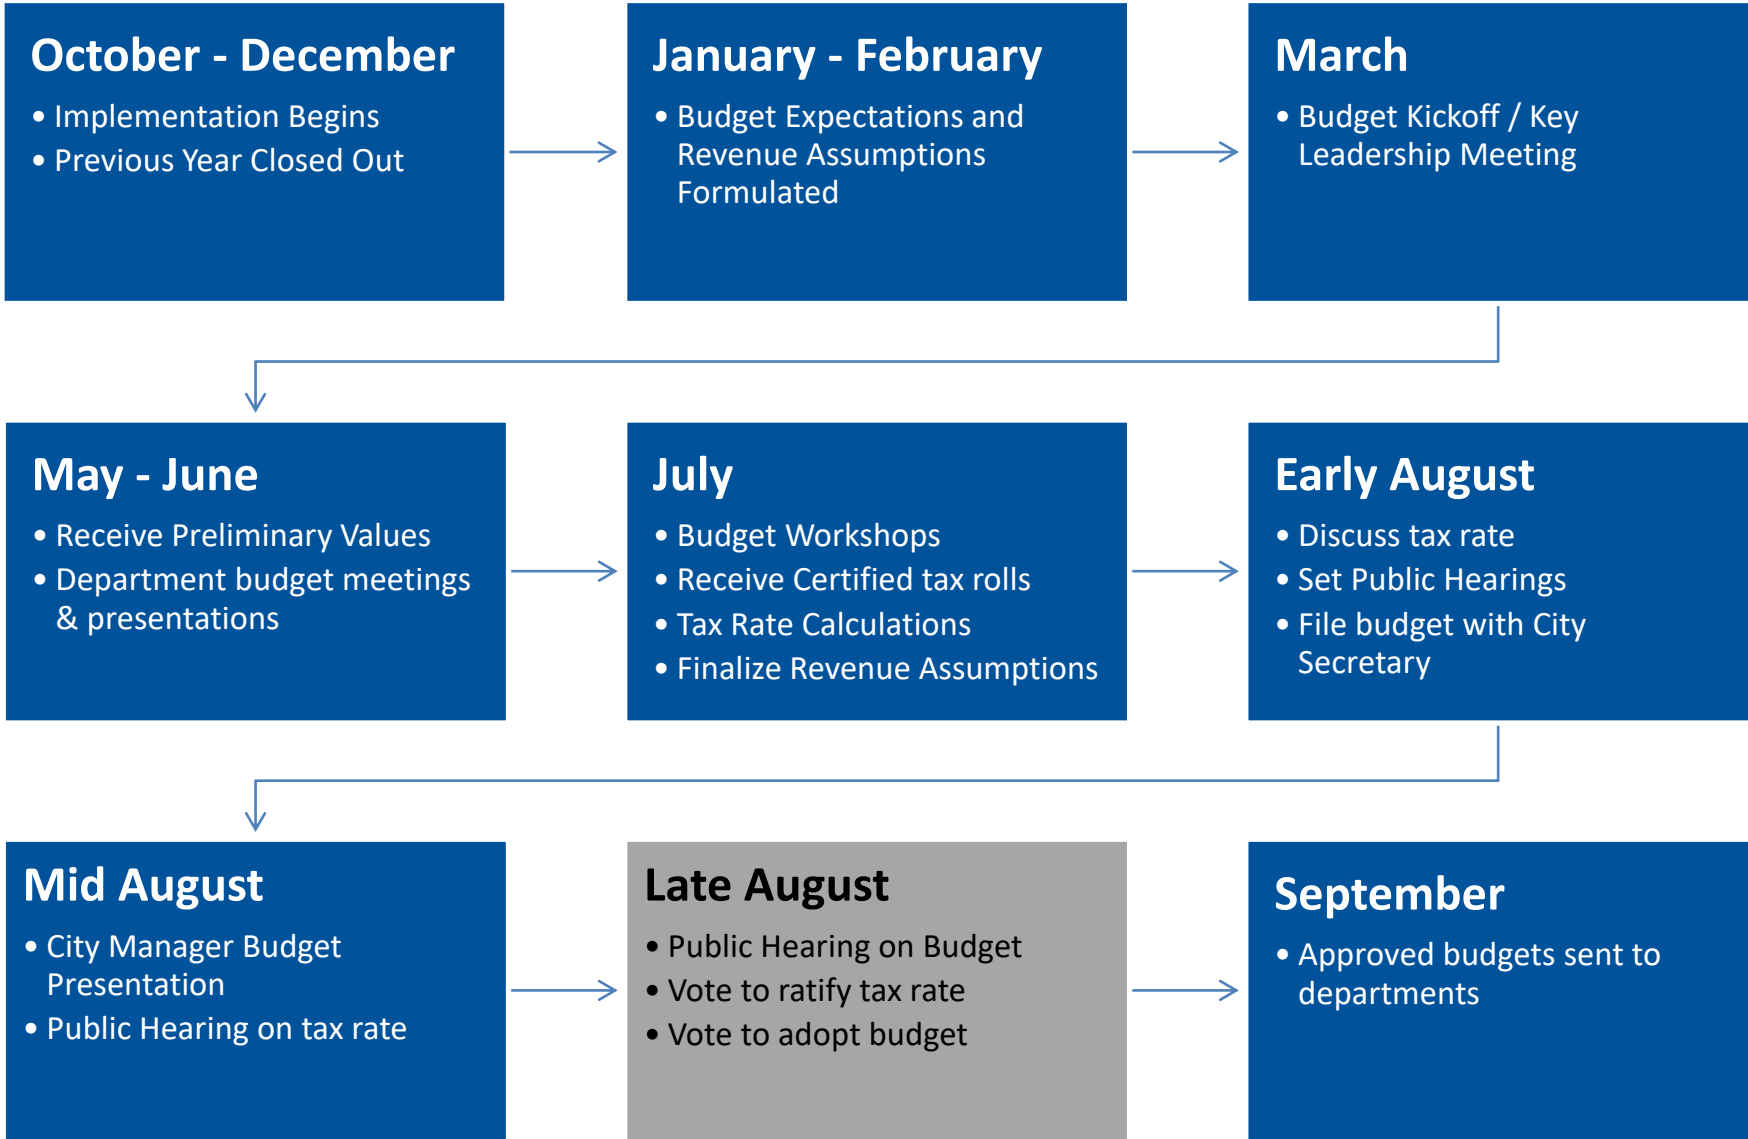 October - December
• Implementation Begins
• Previous Year Closed Out
January - February
• Budget Expectations and
Revenue Assumptions
Formulated
March
• Budget Kickoff / Key
Leadership Meeting
May - June
• Receive Preliminary Values
• Department budget meetings
& presentations
July
• Budget Workshops
• Receive Certified tax rolls
• Tax Rate Calculations
• Finalize Revenue Assumptions
Early August
• Discuss tax rate
• Set Public Hearings
• File budget with City
Secretary
Mid August
• City Manager Budget
Presentation
• Public Hearing on tax rate
Late August
• Public Hearing on Budget
• Vote to ratify tax rate
• Vote to adopt budget
September
• Approved budgets sent to
departments